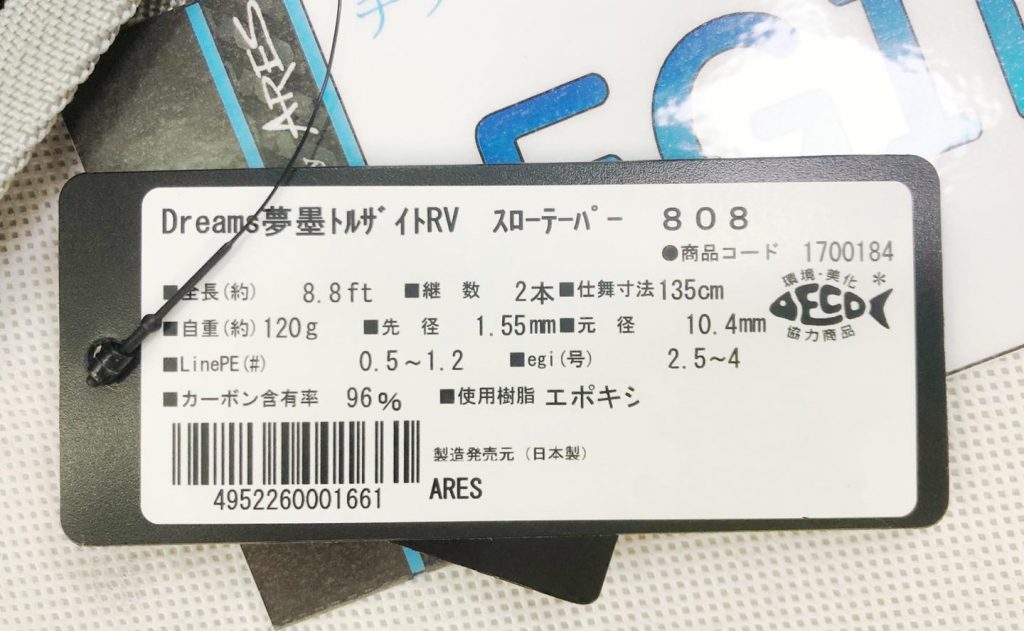 ARES
EGI
Dreams夢墨ﾄﾙｻﾞｲﾄRV ｽﾛｰﾃｰﾊﾟｰ 808
●商品コード 1700184
■全長(約) 8.8ft ■継 数 2本 ■仕舞寸法 135cm
環境・美化
ECO
協力商品
■自重(約) 120g ■先 径 1.55mm ■元 径 10.4mm
■LinePE(#) 0.5～1.2 ■egi(号) 2.5～4
■カーボン含有率 96% ■使用樹脂 エポキシ
製造発売元 (日本製)
4952260001661 ARES